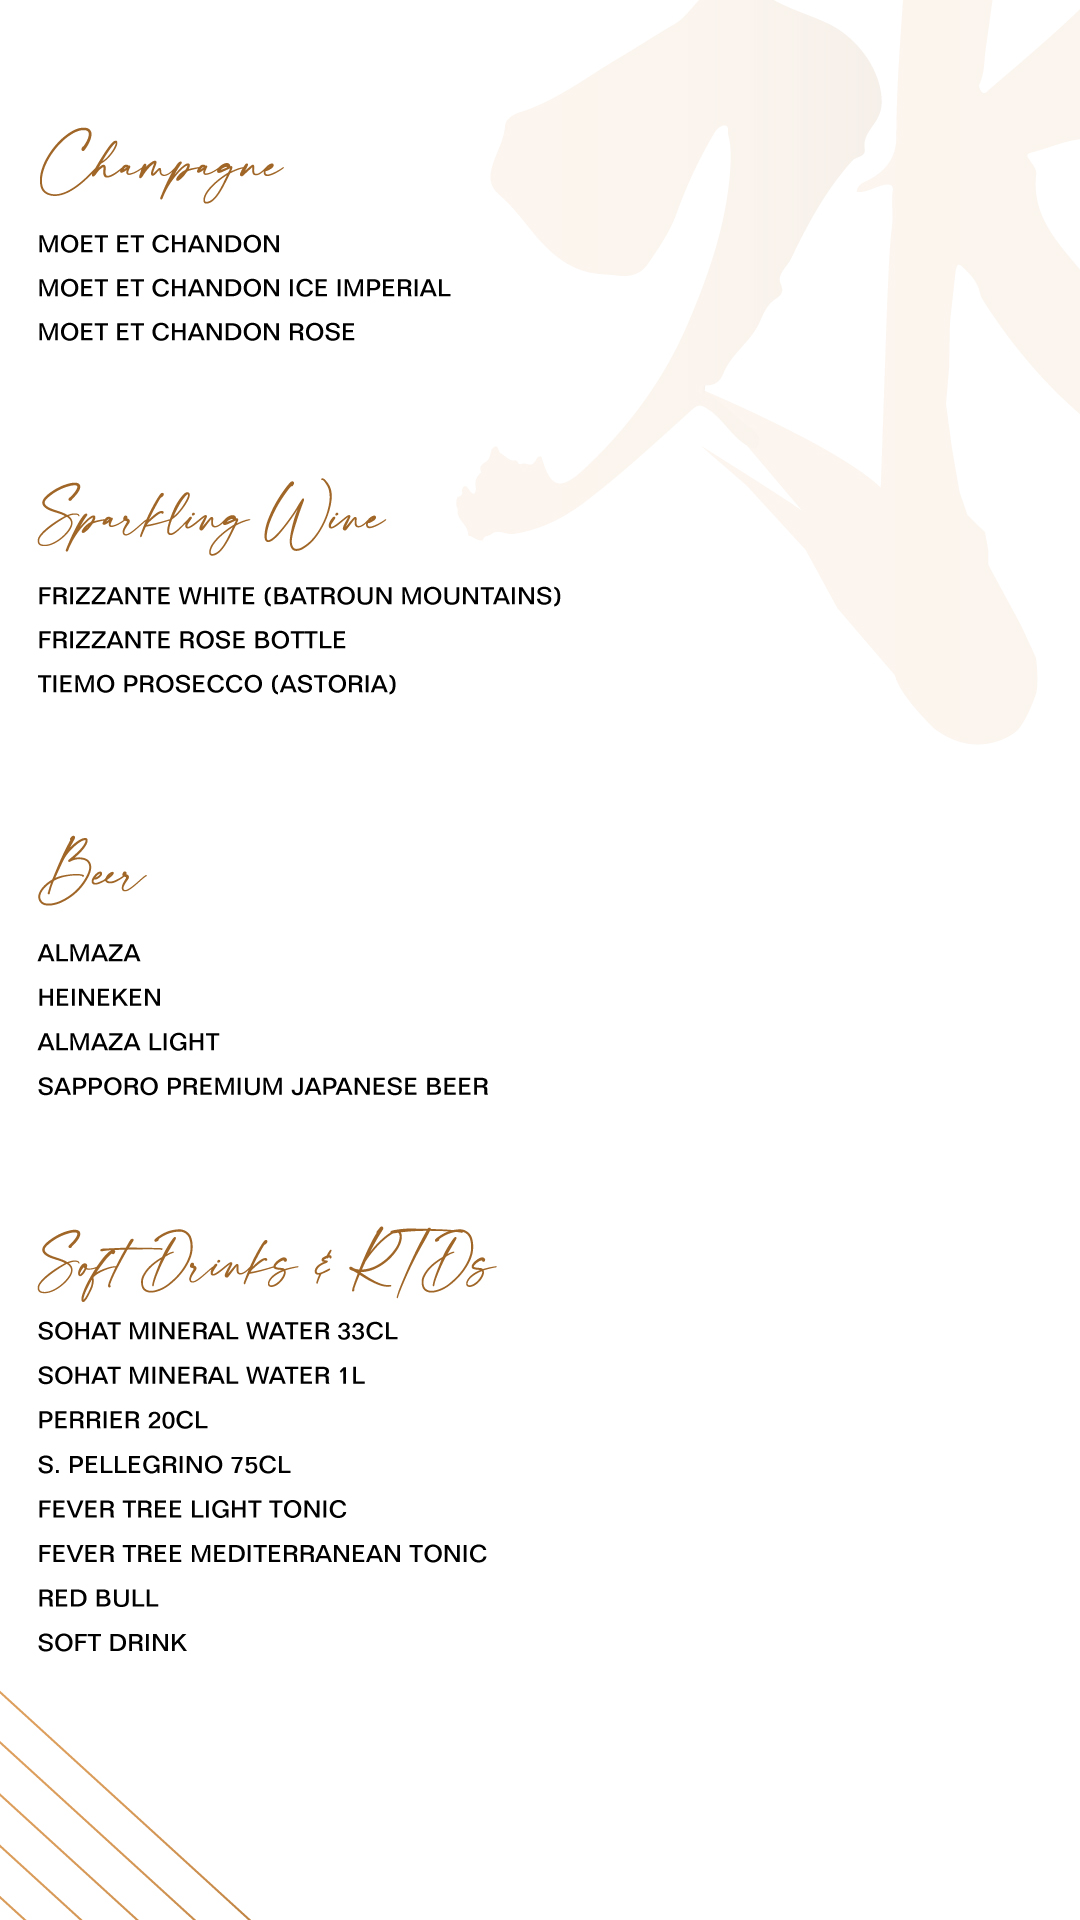 Champagne
MOET ET CHANDON
MOET ET CHANDON ICE IMPERIAL
MOET ET CHANDON ROSE
Sparkling Wine
FRIZZANTE WHITE (BATROUN MOUNTAINS)
FRIZZANTE ROSE BOTTLE
TIEMO PROSECCO (ASTORIA)
Beer
ALMAZA
HEINEKEN
ALMAZA LIGHT
SAPPORO PREMIUM JAPANESE BEER
Soft Drinks & RTDs
SOHAT MINERAL WATER 33CL
SOHAT MINERAL WATER 1L
PERRIER 20CL
S. PELLEGRINO 75CL
FEVER TREE LIGHT TONIC
FEVER TREE MEDITERRANEAN TONIC
RED BULL
SOFT DRINK